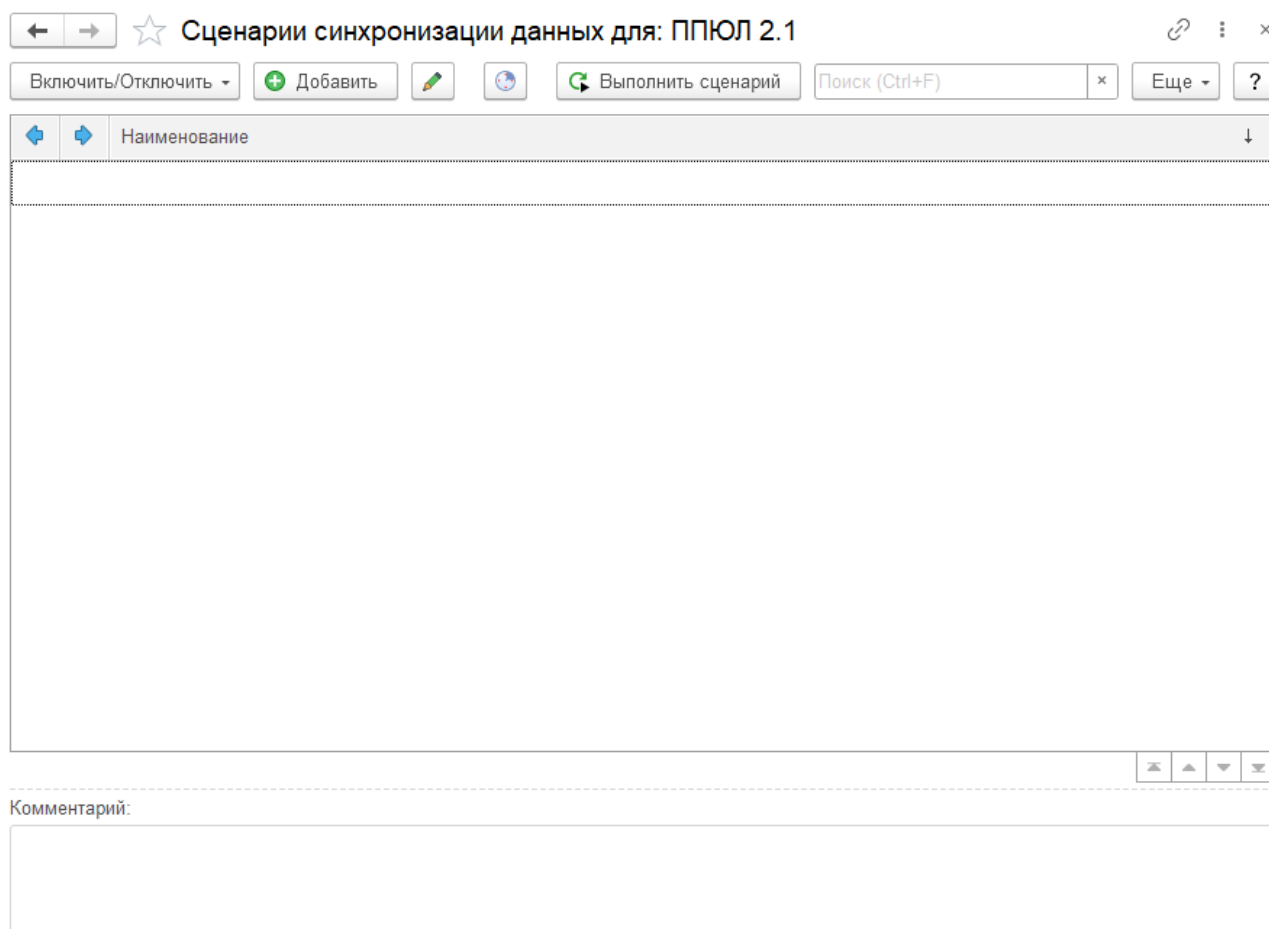 Сценарии синхронизации данных для: ППЮЛ 2.1
Включить/Отключить Добавить Выполнить сценарий Поиск (Ctrl+F) × Еще ?
Наименование ↓
Комментарий: